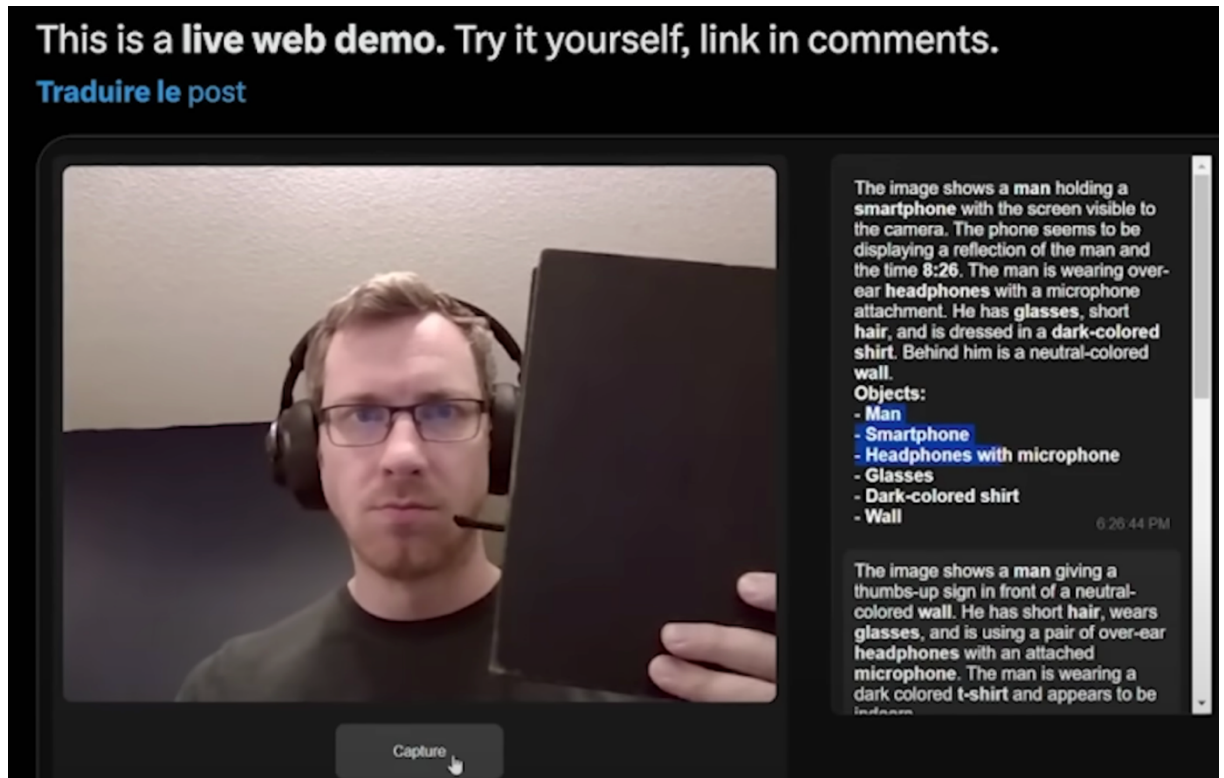 This is a live web demo. Try it yourself, link in comments.
Traduire le post
The image shows a man holding a
smartphone with the screen visible to
the camera. The phone seems to be
displaying a reflection of the man and
the time 8:26. The man is wearing over-
ear headphones with a microphone
attachment. He has glasses, short
hair, and is dressed in a dark-colored
shirt. Behind him is a neutral-colored
wall.
Objects:
- Man
- Smartphone
- Headphones with microphone
- Glasses
- Dark-colored shirt
- Wall
6:26:44 PM
The image shows a man giving a
thumbs-up sign in front of a neutral-
colored wall. He has short hair, wears
glasses, and is using a pair of over-ear
headphones with an attached
microphone. The man is wearing a
dark colored t-shirt and appears to be
Capture